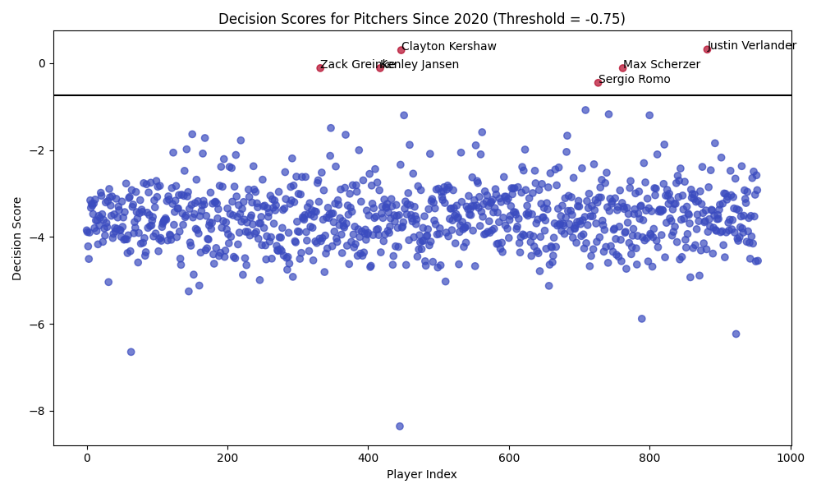 Decision Scores for Pitchers Since 2020 (Threshold = -0.75)
Clayton Kershaw
Justin Verlander
Zack Greinke
Kenley Jansen
Max Scherzer
Sergio Romo
0
−2
−4
−6
−8
Decision Score
0
200
400
600
800
1000
Player Index